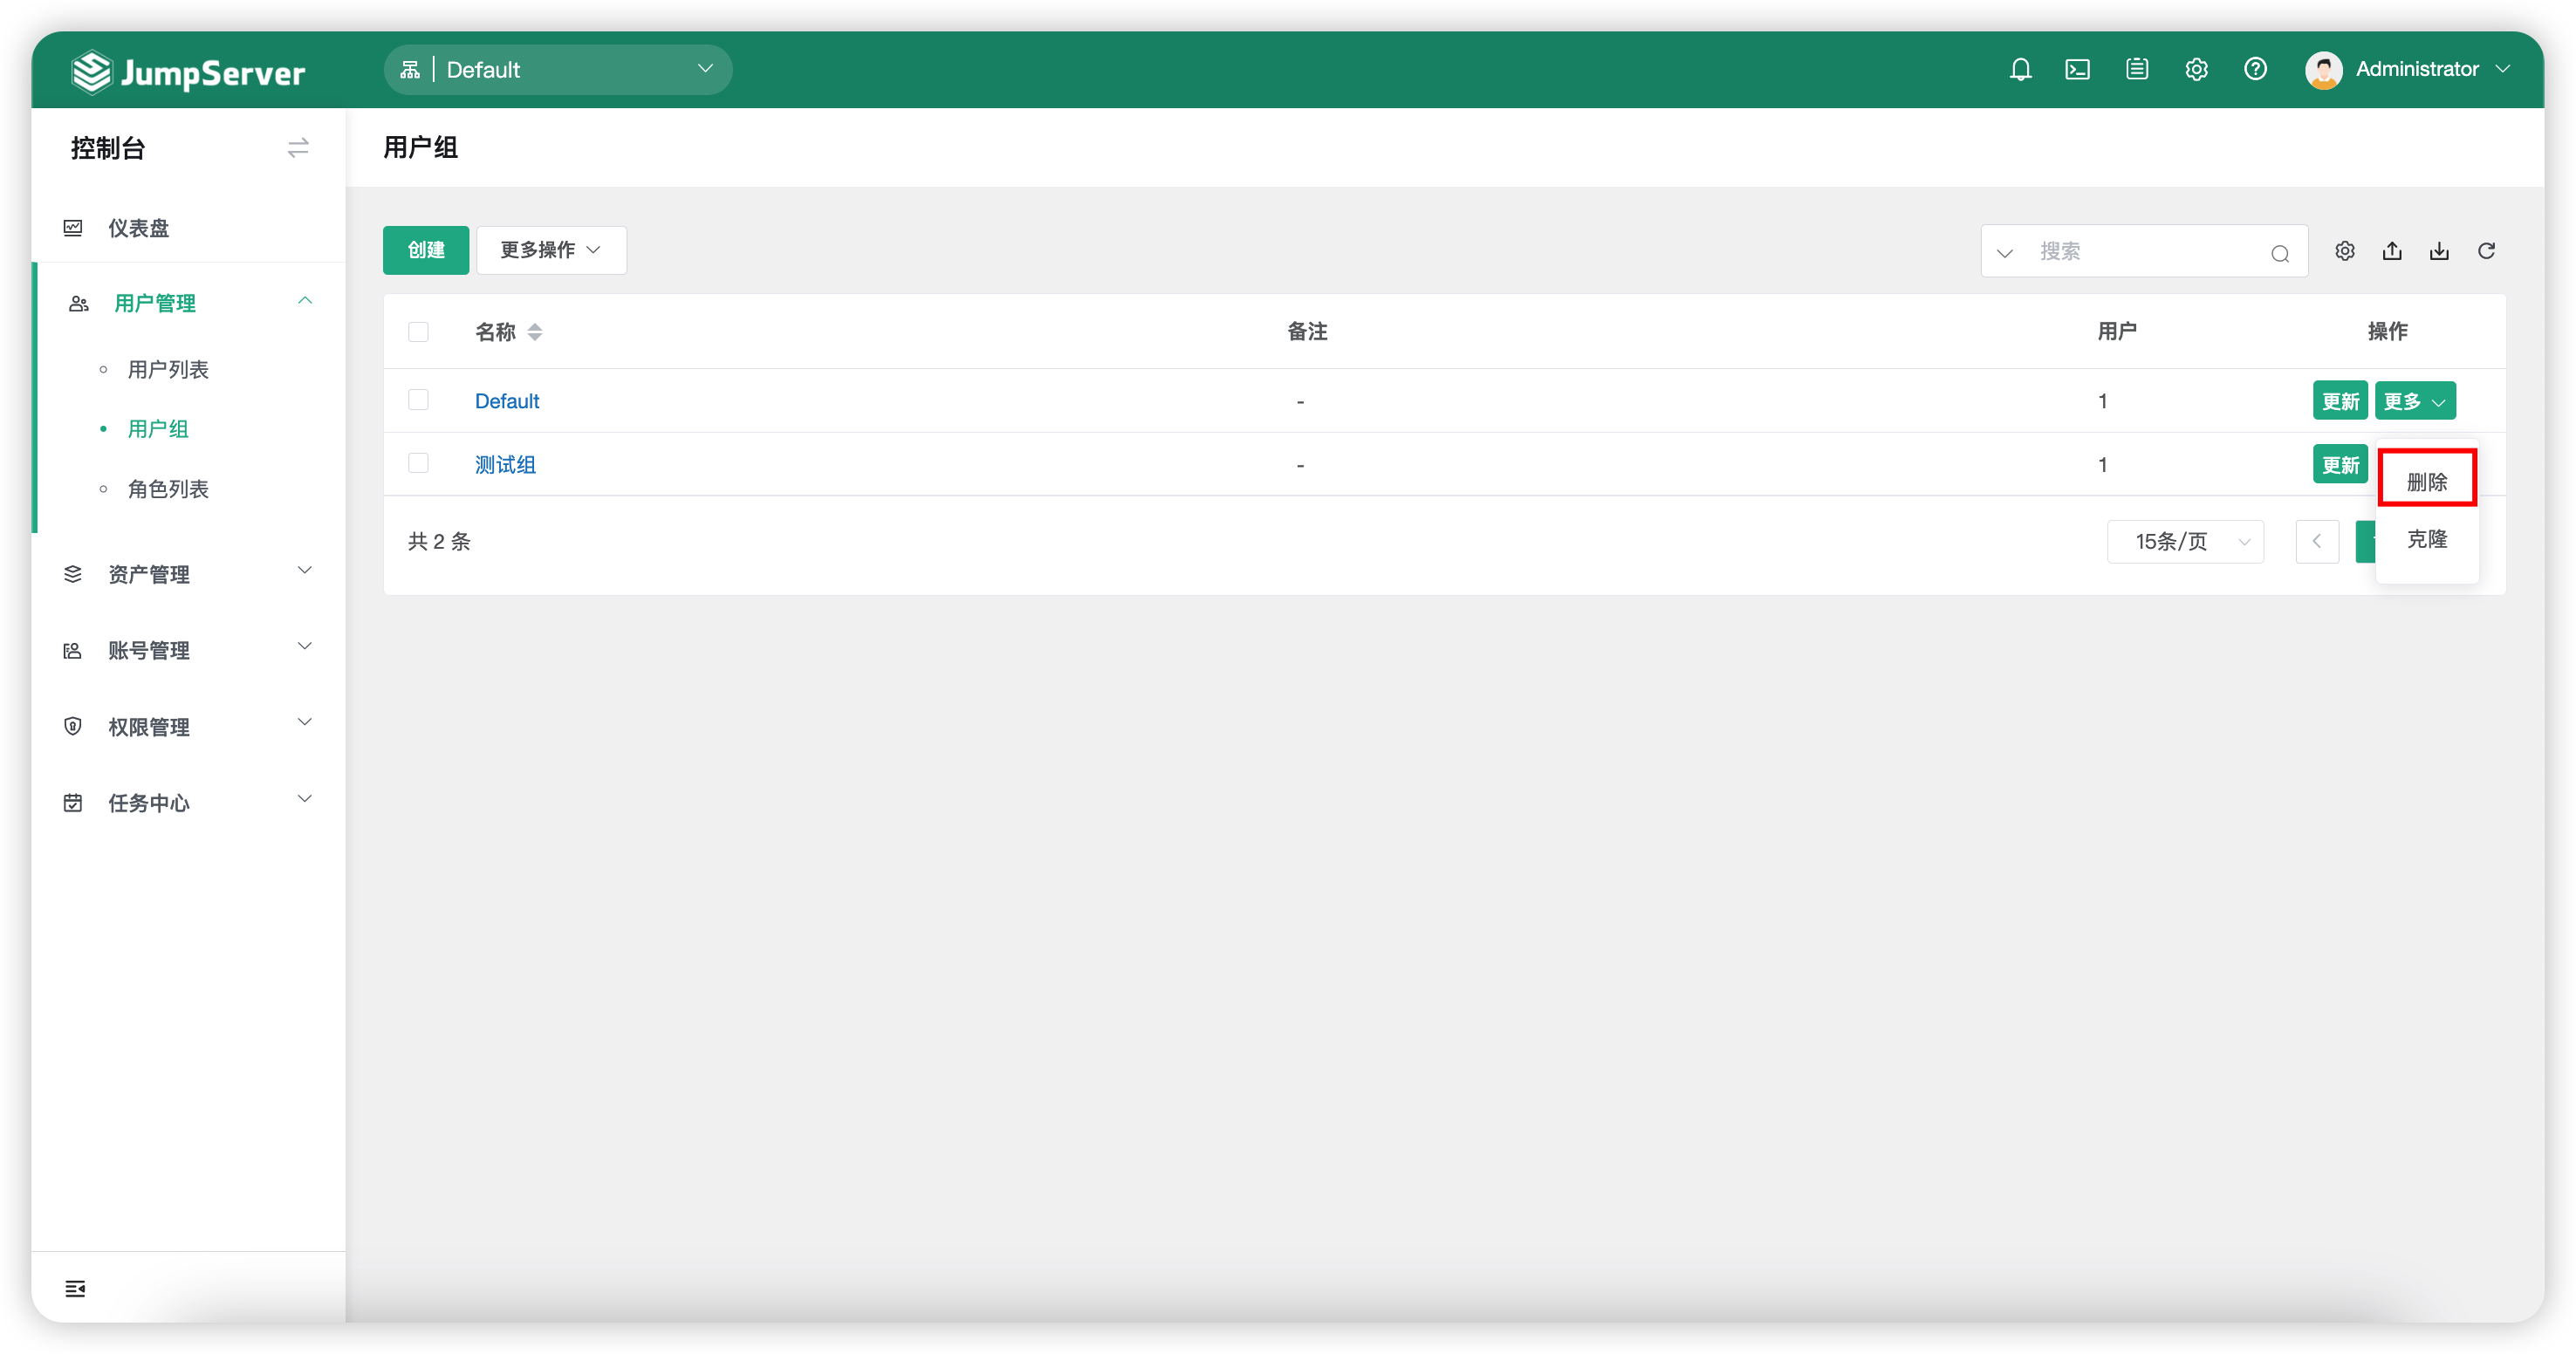 JumpServer
Default
Administrator
控制台
用户组
仪表盘
用户管理
用户列表
用户组
角色列表
资产管理
账号管理
权限管理
任务中心
创建
更多操作
搜索
名称 备注 用户 操作
Default - 1 更新 更多
测试组 - 1 更新
删除
克隆
共 2 条
15条/页